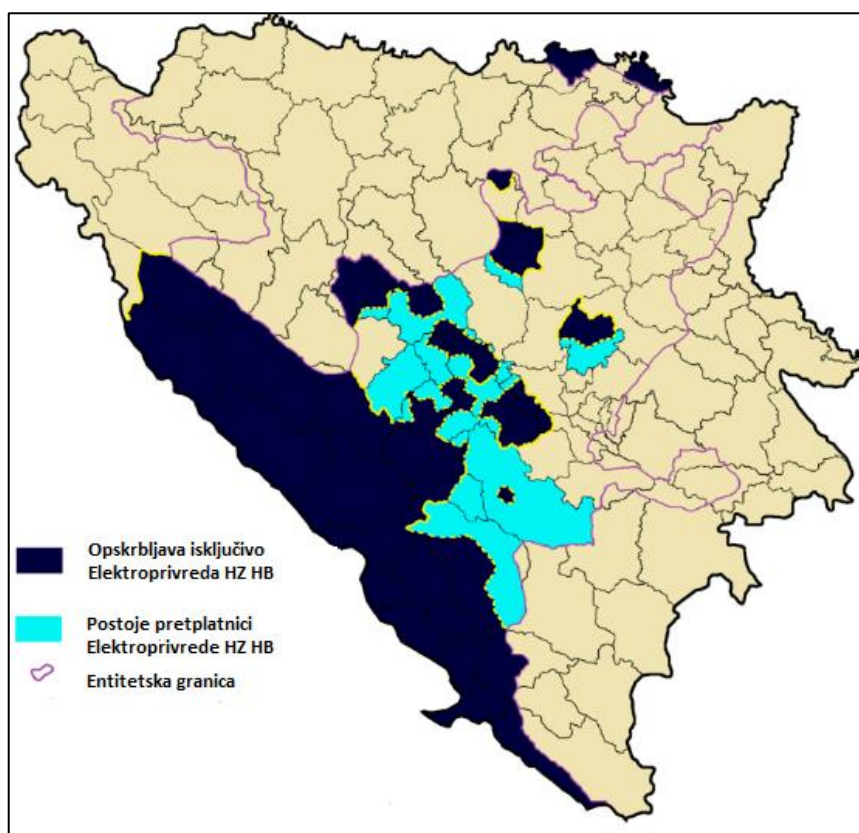 Opskrbljava isključivo
Elektroprivreda HZ HB
Postoje pretplatnici
Elektroprivrede HZ HB
Entitetska granica